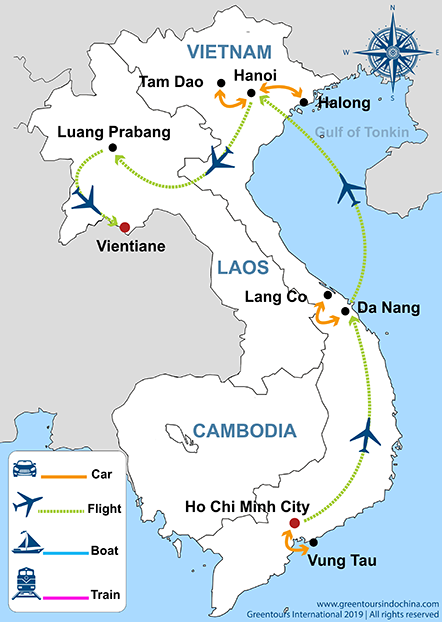 VIETNAM
N
W
E
S
Tam Dao
Hanoi
Halong
Luang Prabang
Gulf of Tonkin
Vientiane
LAOS
Lang Co
Da Nang
CAMBODIA
Car
Flight
Boat
Train
Ho Chi Minh City
Vung Tau
www.greentoursindochina.com
Greentours International 2019 | All rights reserved